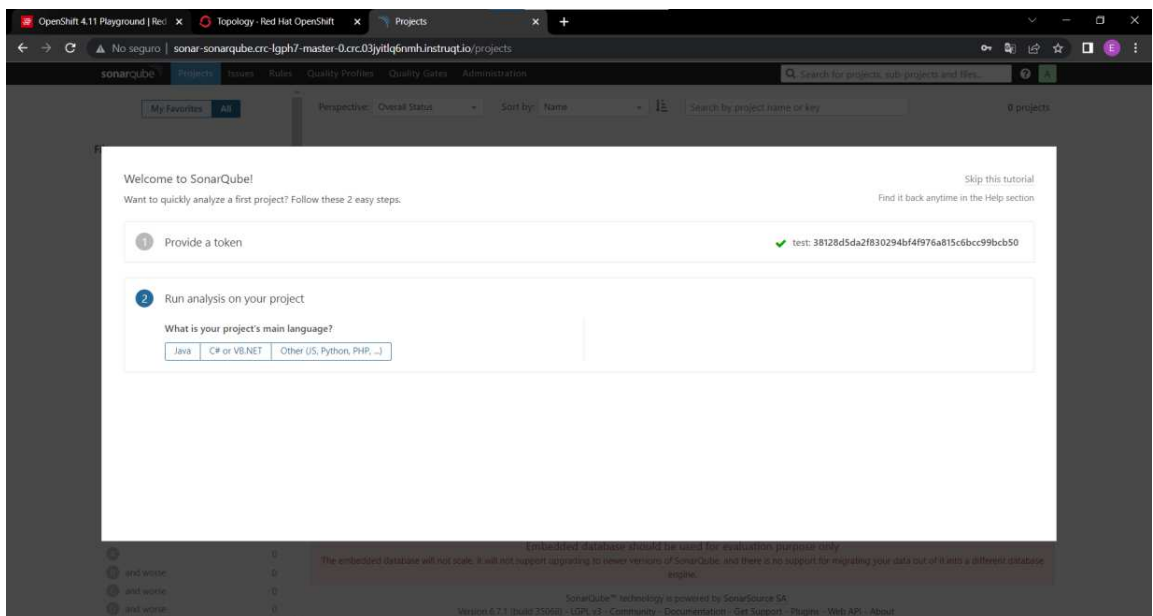 OpenShift 4.11 Playground | Red
Topology - Red Hat OpenShift
Projects
No seguro | sonar-sonarqube.crc-lgph7-master-0.crc.03jyitlq6nmh.instruqt.io/projects
E
sonarqube Projects Issues Rules Quality Profiles Quality Gates Administration
Search for projects, sub-projects and files...
A
My Favorites All
Perspective: Overall Status
Sort by: Name
Search by project name or key
0 projects
Welcome to SonarQube!
Skip this tutorial
Want to quickly analyze a first project? Follow these 2 easy steps.
Find it back anytime in the Help section
1 Provide a token
test: 38128d5da2f830294bf4f976a815c6bcc99bcb50
2 Run analysis on your project
What is your project's main language?
Java C# or VB.NET Other (JS, Python, PHP, ...)
Embedded database should be used for evaluation purpose only
The embedded database will not scale, it will not support upgrading to newer versions of SonarQube, and there is no support for migrating your data out of it into a different database
engine.
0
and worse 0
and worse 0
and worse 0
SonarQube™ technology is powered by SonarSource SA
Version 6.7.1 (build 35068) - LGPL v3 - Community - Documentation - Get Support - Plugins - Web API - About